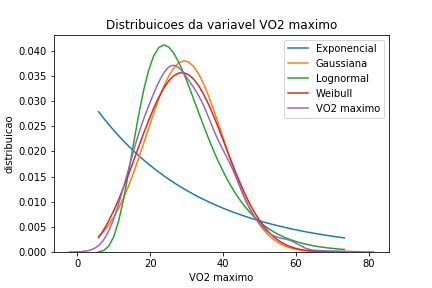 Distribuicoes da variavel VO2 maximo
0.040
0.035
0.030
0.025
0.020
0.015
0.010
0.005
0.000
distribuicao
Exponencial
Gaussiana
Lognormal
Weibull
VO2 maximo
0 20 40 60 80
VO2 maximo